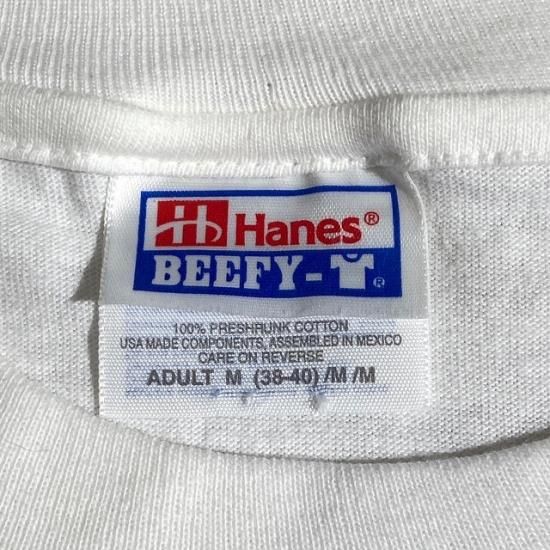 Hanes®
BEEFY-T®
100% PRESHRUNK COTTON
USA MADE COMPONENTS, ASSEMBLED IN MEXICO
CARE ON REVERSE
ADULT M (38-40) /M /M